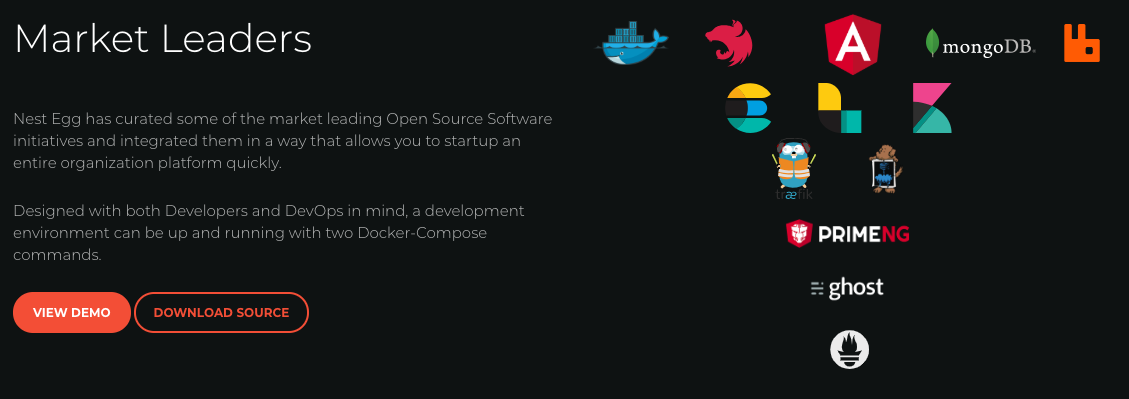 Market Leaders
Nest Egg has curated some of the market leading Open Source Software
initiatives and integrated them in a way that allows you to startup an
entire organization platform quickly.
Designed with both Developers and DevOps in mind, a development
environment can be up and running with two Docker-Compose
commands.
VIEW DEMO
DOWNLOAD SOURCE
A
mongoDB.
træfik
PRIMENG
ghost